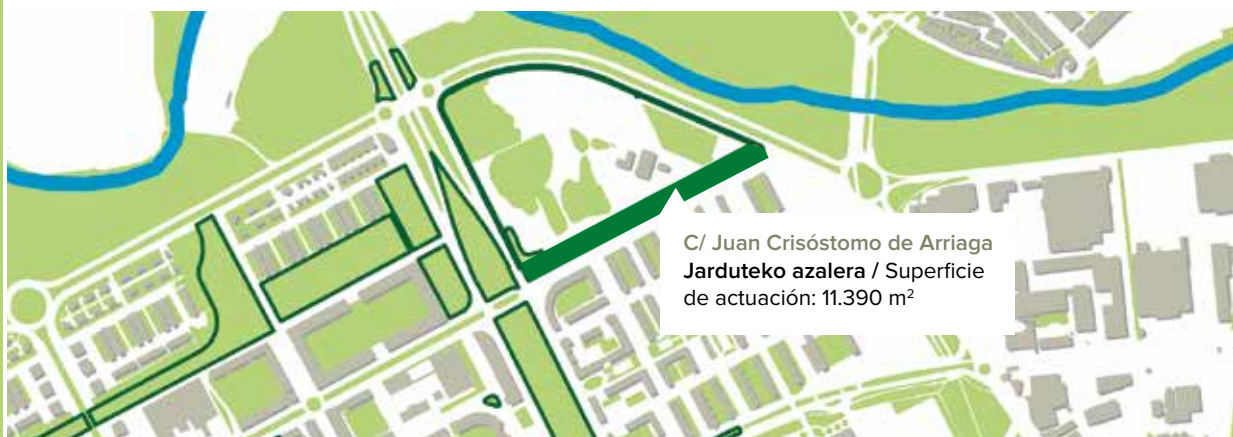 C/ Juan Crisóstomo de Arriaga
Jarduteko azalera / Superficie
de actuación: 11.390 m²